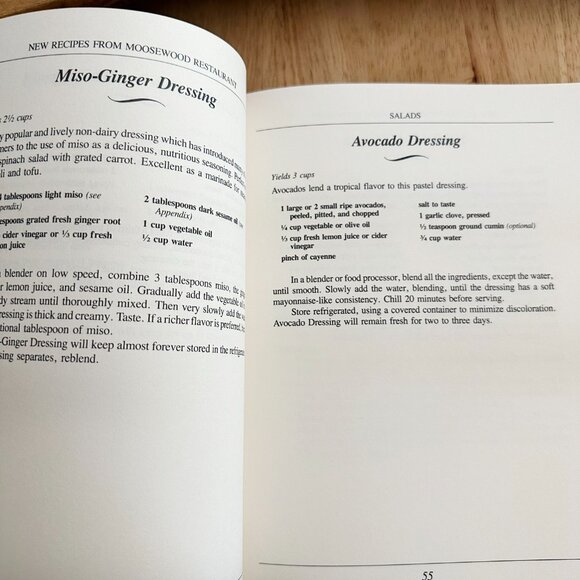 NEW RECIPES FROM MOOSEWOOD RESTAURANT
Miso-Ginger Dressing
2½ cups
popular and lively non-dairy dressing which has introduced
to the use of miso as a delicious, nutritious seasoning.
spinach salad with grated carrot. Excellent as a marinade for
and tofu.
tablespoons light miso (see
grated fresh ginger root
cider vinegar or ⅓ cup fresh
juice
2 tablespoons dark sesame oil
Appendix)
1 cup vegetable oil
½ cup water
blender on low speed, combine 3 tablespoons miso, the
lemon juice, and sesame oil. Gradually add the vegetable
stream until thoroughly mixed. Then very slowly add the
is thick and creamy. Taste. If a richer flavor is preferred,
tablespoon of miso.
-Ginger Dressing will keep almost forever stored in the
separates, reblend.
SALADS
Avocado Dressing
Yields 3 cups
Avocados lend a tropical flavor to this pastel dressing.
1 large or 2 small ripe avocados,
peeled, pitted, and chopped
¼ cup vegetable or olive oil
⅓ cup fresh lemon juice or cider
vinegar
pinch of cayenne
salt to taste
1 garlic clove, pressed
½ teaspoon ground cumin (optional)
¾ cup water
In a blender or food processor, blend all the ingredients, except the water,
until smooth. Slowly add the water, blending, until the dressing has a soft
mayonnaise-like consistency. Chill 20 minutes before serving.
Store refrigerated, using a covered container to minimize discoloration.
Avocado Dressing will remain fresh for two to three days.
55